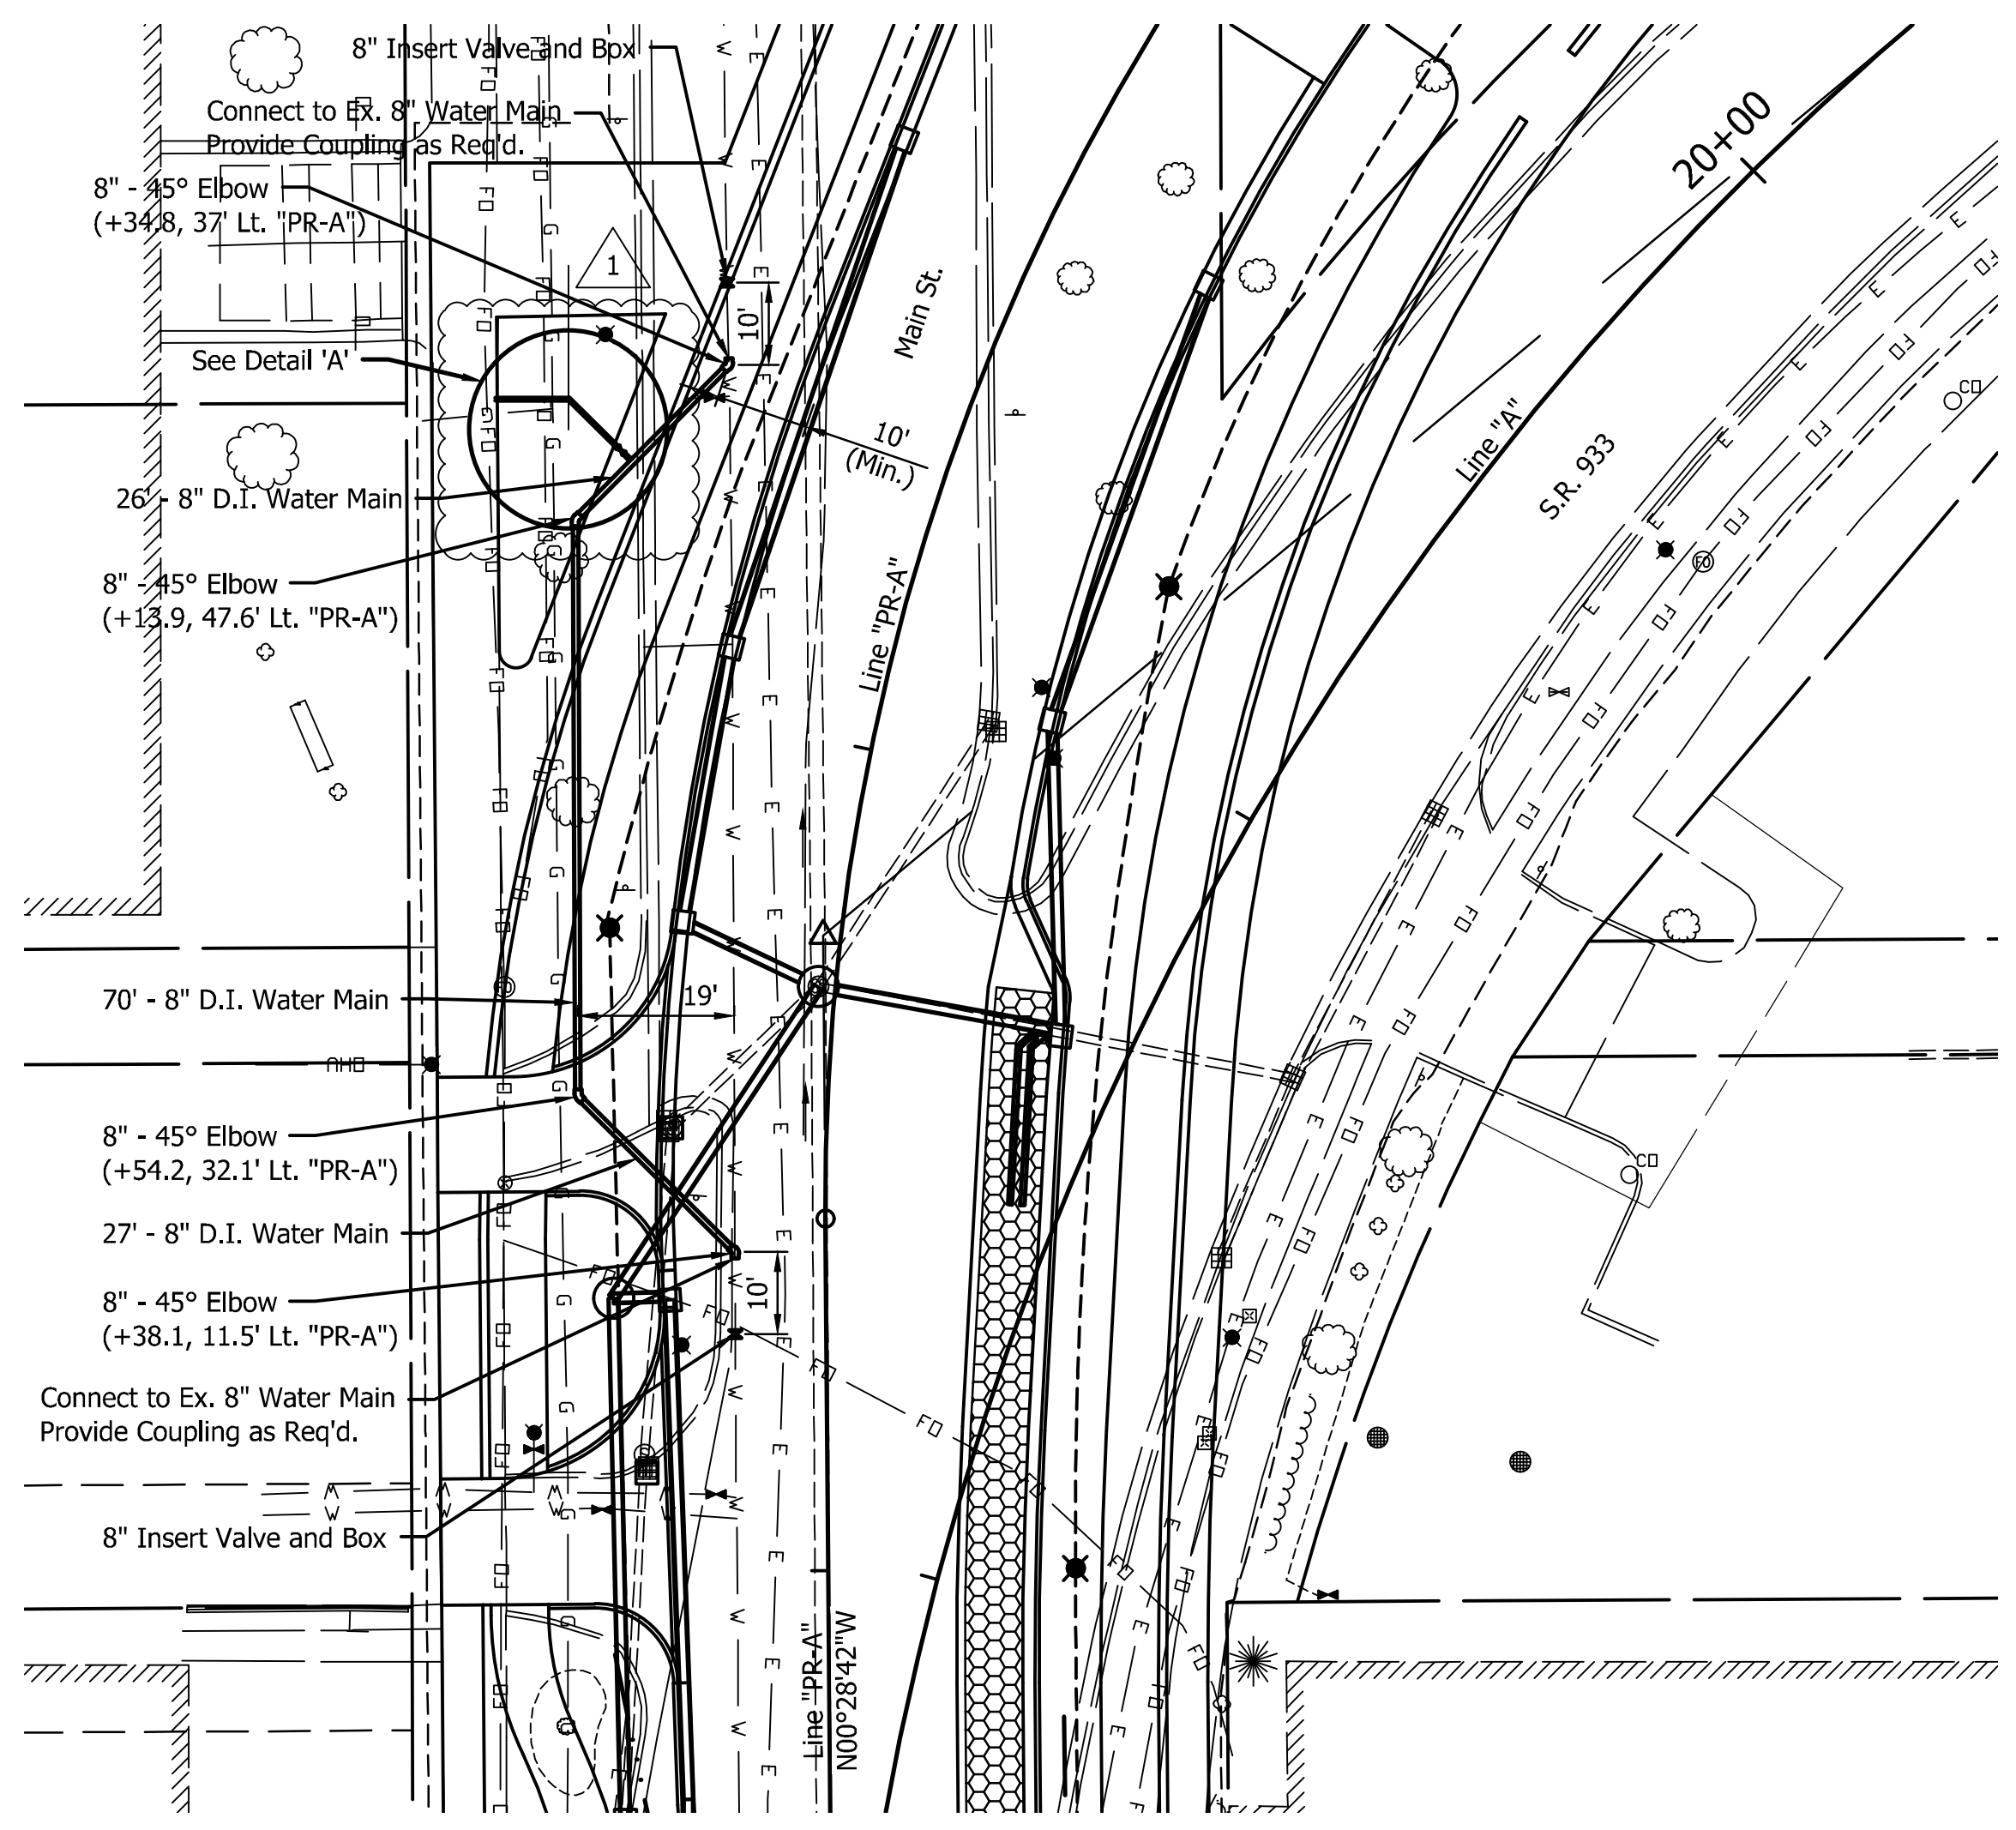 8" Insert Valve and Box
Connect to Ex. 8" Water Main
Provide Coupling as Req'd.
8" - 45° Elbow
(+34.8, 37' Lt. "PR-A")
1
10'
See Detail 'A'
10'
(Min.)
26' - 8" D.I. Water Main
8" - 45° Elbow
(+13.9, 47.6' Lt. "PR-A")
Main St.
Line "PR-A"
20+00
Line "A"
S.R. 933
CO
FO
70' - 8" D.I. Water Main
19'
OHU
8" - 45° Elbow
(+54.2, 32.1' Lt. "PR-A")
27' - 8" D.I. Water Main
8" - 45° Elbow
(+38.1, 11.5' Lt. "PR-A")
10'
CO
Connect to Ex. 8" Water Main
Provide Coupling as Req'd.
8" Insert Valve and Box
Line "PR-A"
N00°28'42"W